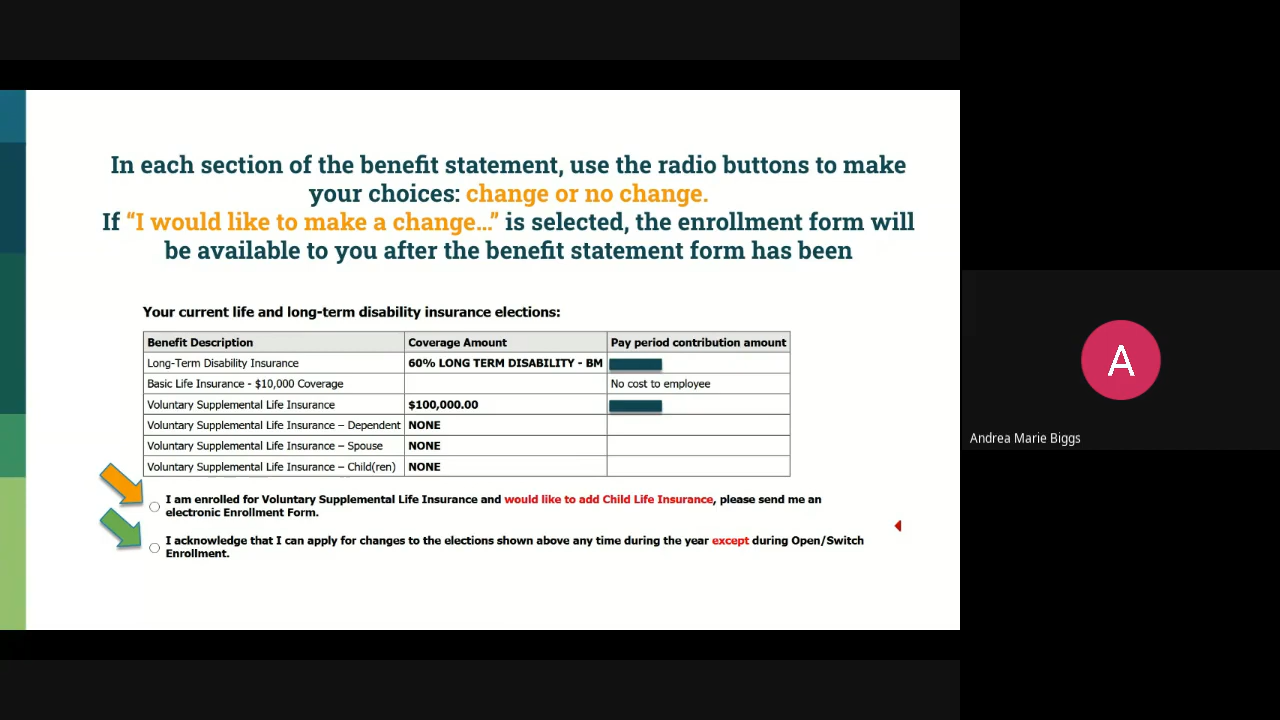 In each section of the benefit statement, use the radio buttons to make
your choices: change or no change.
If “I would like to make a change…” is selected, the enrollment form will
be available to you after the benefit statement form has been
Your current life and long-term disability insurance elections:
Benefit Description Coverage Amount Pay period contribution amount
Long-Term Disability Insurance 60% LONG TERM DISABILITY - BM
Basic Life Insurance - $10,000 Coverage No cost to employee
Voluntary Supplemental Life Insurance $100,000.00
Voluntary Supplemental Life Insurance – Dependent NONE
Voluntary Supplemental Life Insurance – Spouse NONE
Voluntary Supplemental Life Insurance – Child(ren) NONE
I am enrolled for Voluntary Supplemental Life Insurance and would like to add Child Life Insurance, please send me an
electronic Enrollment Form.
I acknowledge that I can apply for changes to the elections shown above any time during the year except during Open/Switch
Enrollment.
A
Andrea Marie Biggs